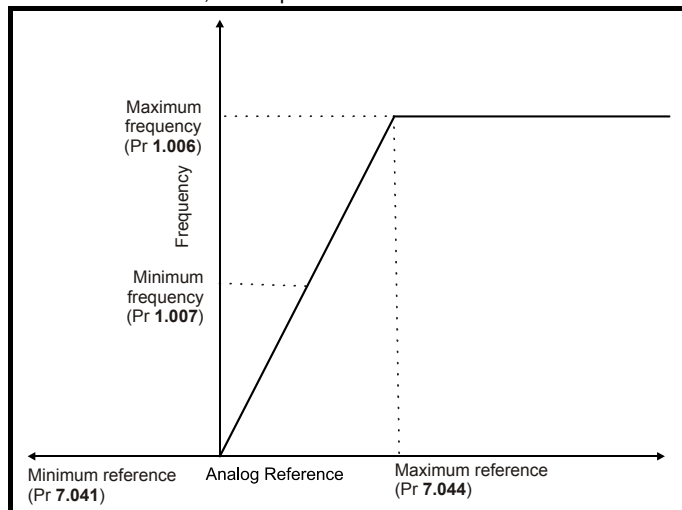 Maximum
frequency
(Pr 1.006)
Frequency
Minimum
frequency
(Pr 1.007)
Minimum reference
(Pr 7.041)
Analog Reference
Maximum reference
(Pr 7.044)